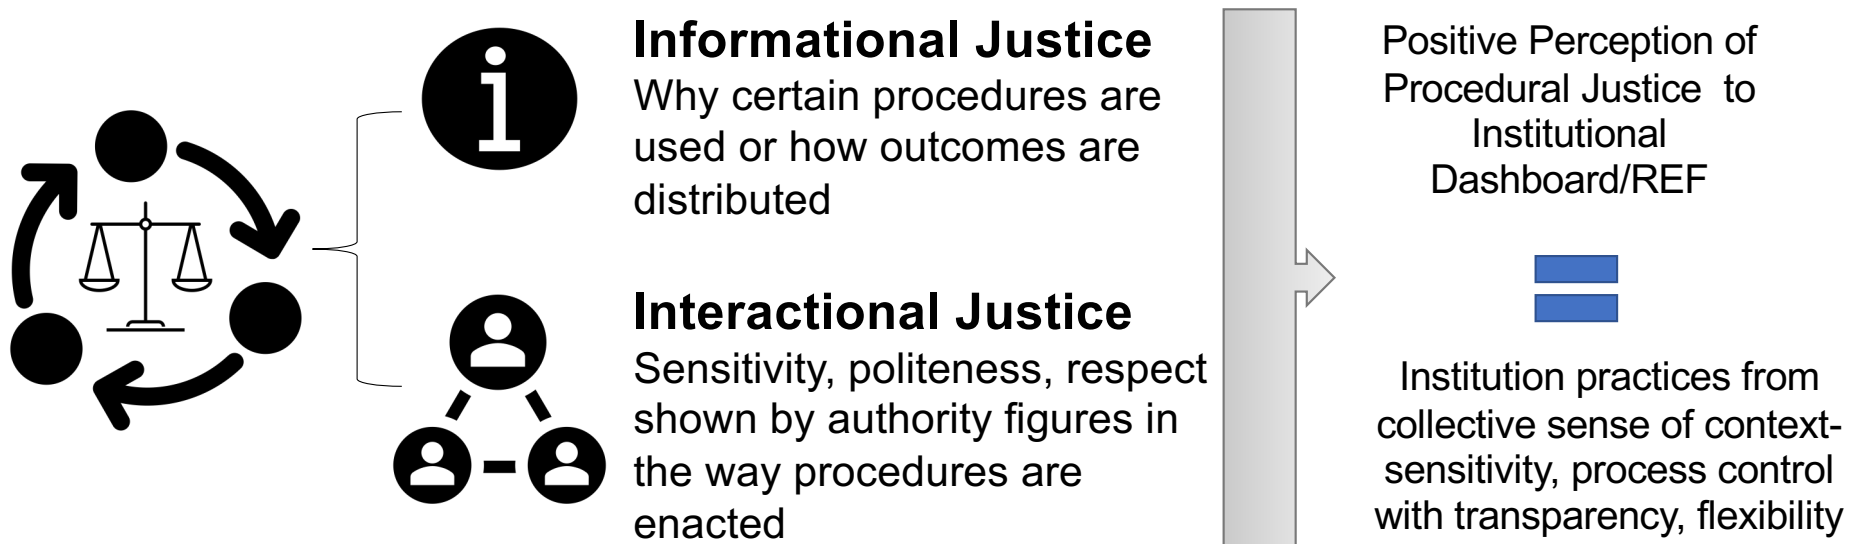 Informational Justice
Why certain procedures are
used or how outcomes are
distributed
Interactional Justice
Sensitivity, politeness, respect
shown by authority figures in
the way procedures are
enacted
Positive Perception of
Procedural Justice  to
Institutional
Dashboard/REF
Institution practices from
collective sense of context-
sensitivity, process control
with transparency, flexibility